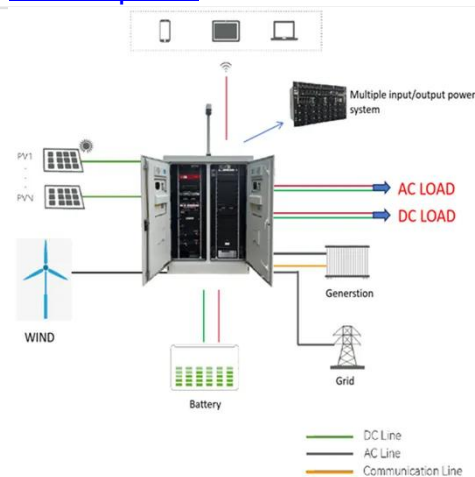 Multiple input/output power
system
PV1
PVN
AC LOAD
DC LOAD
WIND
Generstion
Grid
Battery
DC Line
AC Line
Communication Line